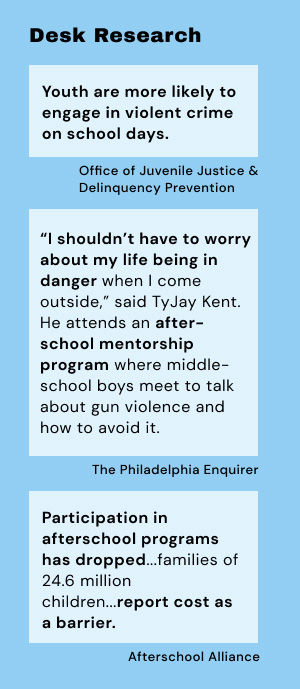 Desk Research
Youth are more likely to
engage in violent crime
on school days.
Office of Juvenile Justice &
Delinquency Prevention
“I shouldn’t have to worry
about my life being in
danger when I come
outside,” said TyJay Kent.
He attends an after-
school mentorship
program where middle-
school boys meet to talk
about gun violence and
how to avoid it.
The Philadelphia Enquirer
Participation in
afterschool programs
has dropped...families of
24.6 million
children...report cost as
a barrier.
Afterschool Alliance